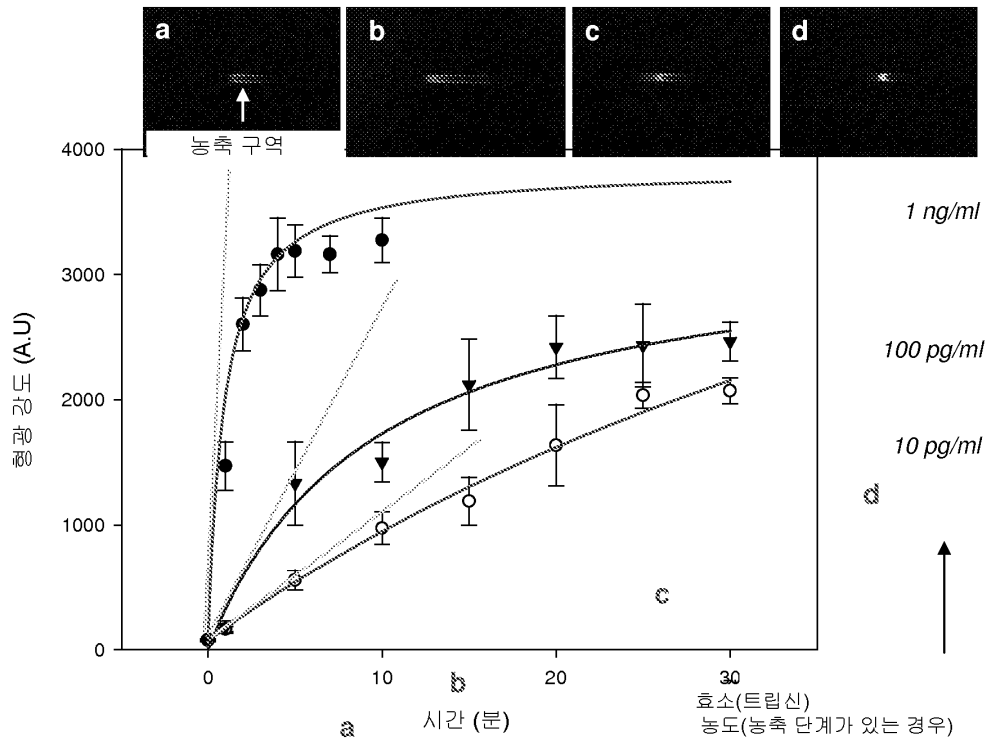 a
b
c
d
농축 구역
4000
3000
2000
1000
0
형광 강도 (A.U)
0
10
20
30
시간 (분)
1 ng/ml
100 pg/ml
10 pg/ml
a
b
c
d
효소(트립신)
농도(농축 단계가 있는 경우)